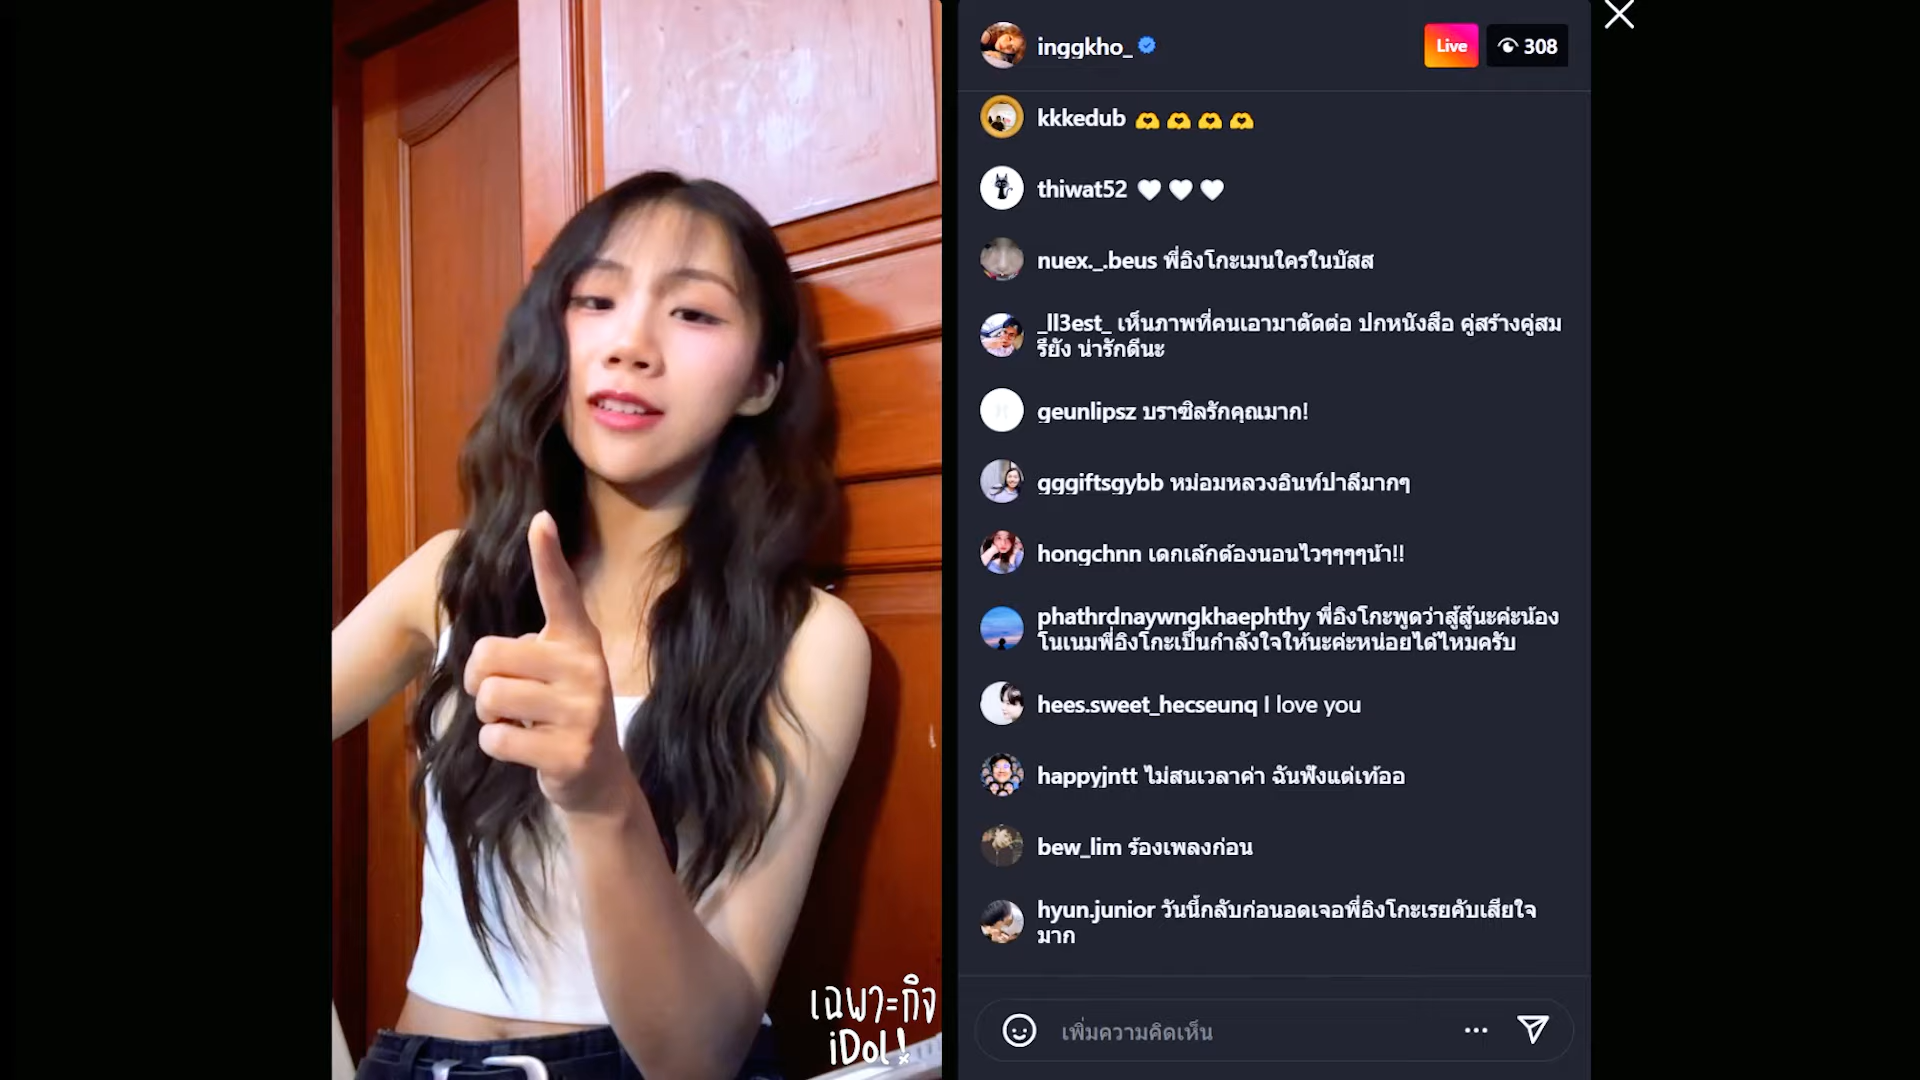 inggkho_
Live
308
kkkedub 🫶🫶🫶🫶
thiwat52 🤍🤍🤍
nuex._.beus พี่อิงโกะเมนใครในบัสส
_ll3est_ เห็นภาพที่คนเอามาตัดต่อ ปกหนังสือ คู่สร้างคู่สม
รึยัง น่ารักดีนะ
geunlipsz บราซิลรักคุณมาก!
gggiftsgybb หม่อมหลวงอินท์ปาลีมากๆ
hongchnn เดกเล้กต้องนอนไวๆๆๆๆน้า!!
phathrdnaywngkhaephthy พี่อิงโกะพูดว่าสู้สู้นะค่ะน้อง
โนเนมพี่อิงโกะเป็นกำลังใจให้นะค่ะหน่อยได้ไหมครับ
hees.sweet_hecseunq I love you
happyjntt ไม่สนเวลาค่า ฉันฟังแต่เท้ออ
bew_lim ร้องเพลงก่อน
hyun.junior วันนี้กลับก่อนอดเจอพี่อิงโกะเรยคับเสียใจ
มาก
เพิ่มความคิดเห็น
เฉพาะกิจ
iDol!